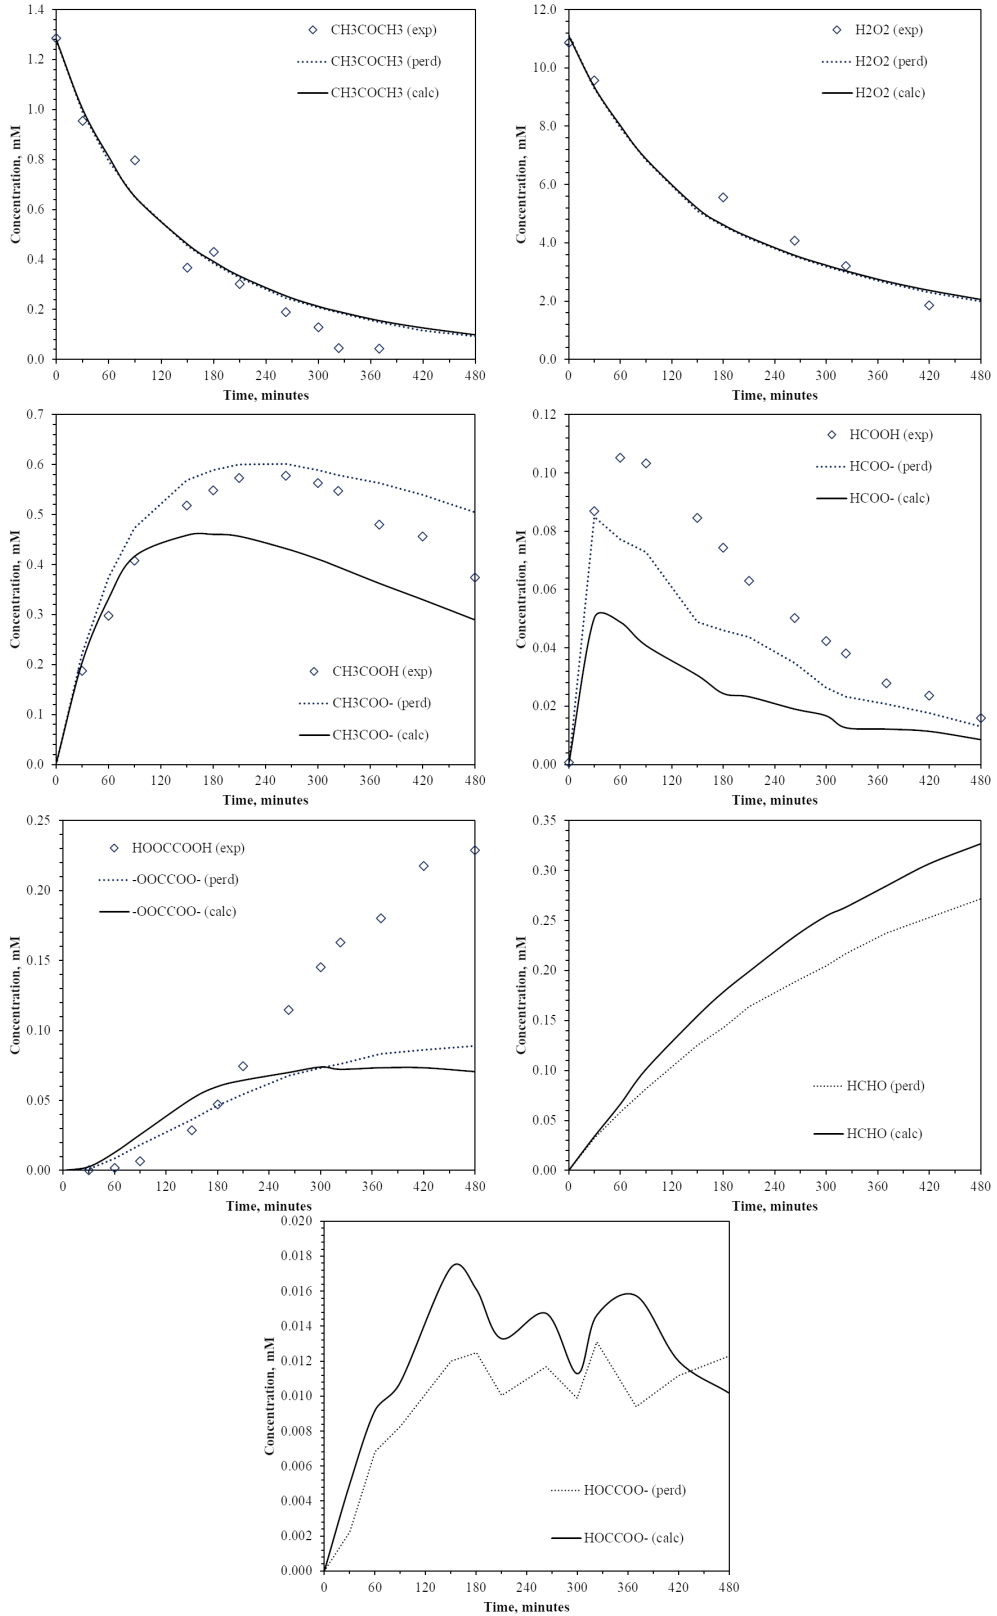 1.4
1.2
1.0
0.8
0.6
0.4
0.2
0.0
Concentration, mM
CH3COCH3 (exp)
CH3COCH3 (perd)
CH3COCH3 (calc)
0 60 120 180 240 300 360 420 480
Time, minutes
12.0
10.0
8.0
6.0
4.0
2.0
0.0
Concentration, mM
H2O2 (exp)
H2O2 (perd)
H2O2 (calc)
0 60 120 180 240 300 360 420 480
Time, minutes
0.7
0.6
0.5
0.4
0.3
0.2
0.1
0.0
Concentration, mM
CH3COOH (exp)
CH3COO- (perd)
CH3COO- (calc)
0 60 120 180 240 300 360 420 480
Time, minutes
0.12
0.10
0.08
0.06
0.04
0.02
0.00
Concentration, mM
HCOOH (exp)
HCOO- (perd)
HCOO- (calc)
0 60 120 180 240 300 360 420 480
Time, minutes
0.25
0.20
0.15
0.10
0.05
0.00
Concentration, mM
HOOCCOOH (exp)
-OOCCOO- (perd)
-OOCCOO- (calc)
0 60 120 180 240 300 360 420 480
Time, minutes
0.35
0.30
0.25
0.20
0.15
0.10
0.05
0.00
Concentration, mM
HCHO (perd)
HCHO (calc)
0 60 120 180 240 300 360 420 480
Time, minutes
0.020
0.018
0.016
0.014
0.012
0.010
0.008
0.006
0.004
0.002
0.000
Concentration, mM
HOCCOO- (perd)
HOCCOO- (calc)
0 60 120 180 240 300 360 420 480
Time, minutes